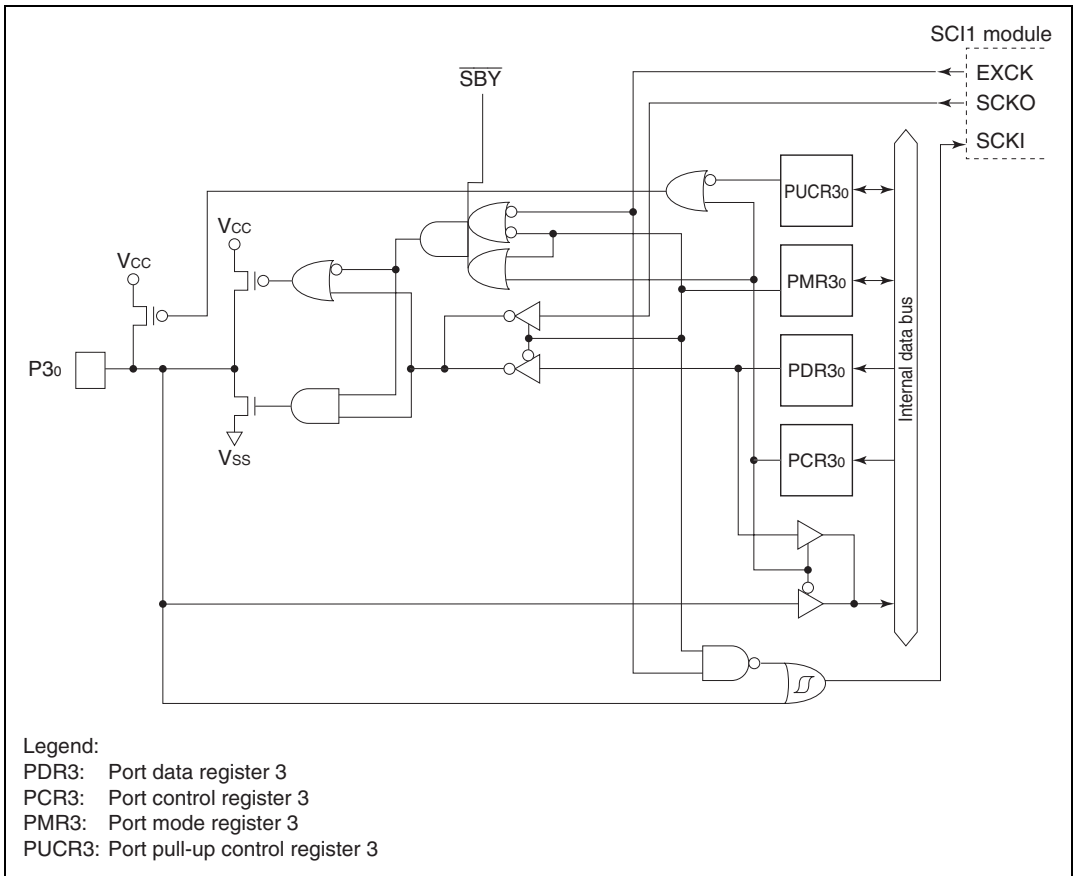 SCI1 module
EXCK
SCKO
SCKI
SBY
PUCR3₀
PMR3₀
PDR3₀
PCR3₀
Internal data bus
VCC
VCC
P3₀
VSS
Legend:
PDR3: Port data register 3
PCR3: Port control register 3
PMR3: Port mode register 3
PUCR3: Port pull-up control register 3